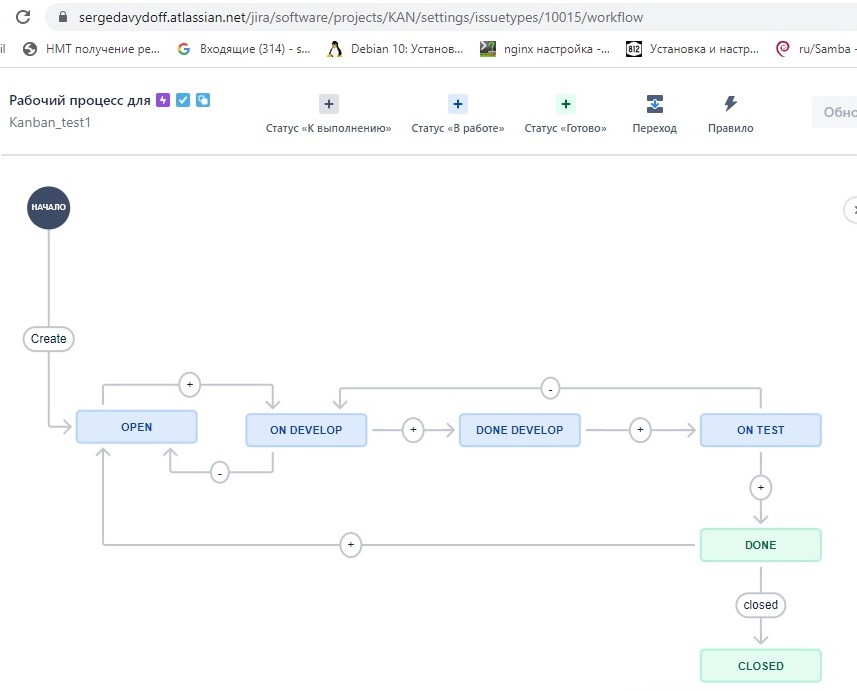 sergedavydoff.atlassian.net/jira/software/projects/KAN/settings/issuetypes/10015/workflow
НМТ получение ре...
Входящие (314) - s...
Debian 10: Установ...
nginx настройка -...
812
Установка и настр...
ru/Samba -
Рабочий процесс для
Kanban_test1
+
Статус «К выполнению»
+
Статус «В работе»
+
Статус «Готово»
Переход
Правило
Обно
НАЧАЛО
Create
+
-
OPEN
ON DEVELOP
+
DONE DEVELOP
+
ON TEST
-
+
+
DONE
closed
CLOSED